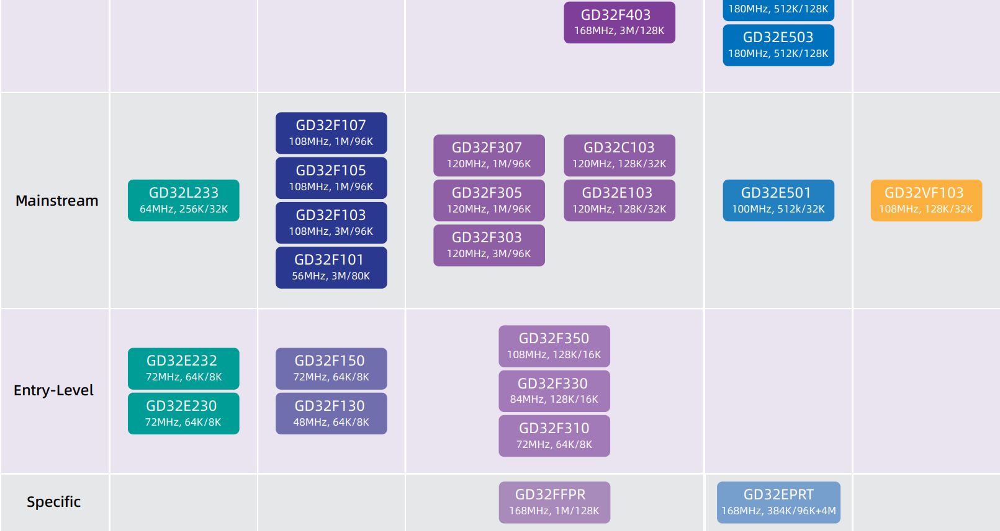 GD32F403
168MHz, 3M/128K
180MHz, 512K/128K
GD32E503
180MHz, 512K/128K
Mainstream
GD32L233
64MHz, 256K/32K
GD32F107
108MHz, 1M/96K
GD32F105
108MHz, 1M/96K
GD32F103
108MHz, 3M/96K
GD32F101
56MHz, 3M/80K
GD32F307
120MHz, 1M/96K
GD32F305
120MHz, 1M/96K
GD32F303
120MHz, 3M/96K
GD32C103
120MHz, 128K/32K
GD32E103
120MHz, 128K/32K
GD32E501
100MHz, 512k/32K
GD32VF103
108MHz, 128K/32K
Entry-Level
GD32E232
72MHz, 64K/8K
GD32E230
72MHz, 64K/8K
GD32F150
72MHz, 64K/8K
GD32F130
48MHz, 64K/8K
GD32F350
108MHz, 128K/16K
GD32F330
84MHz, 128K/16K
GD32F310
72MHz, 64K/8K
Specific
GD32FFPR
168MHz, 1M/128K
GD32EPRT
168MHz, 384K/96K+4M